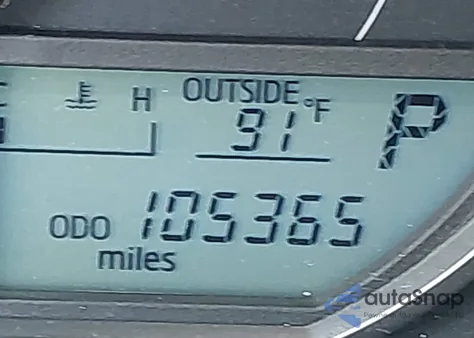 C H OUTSIDE °F
91 P
ODO 105365
miles
autoSnap